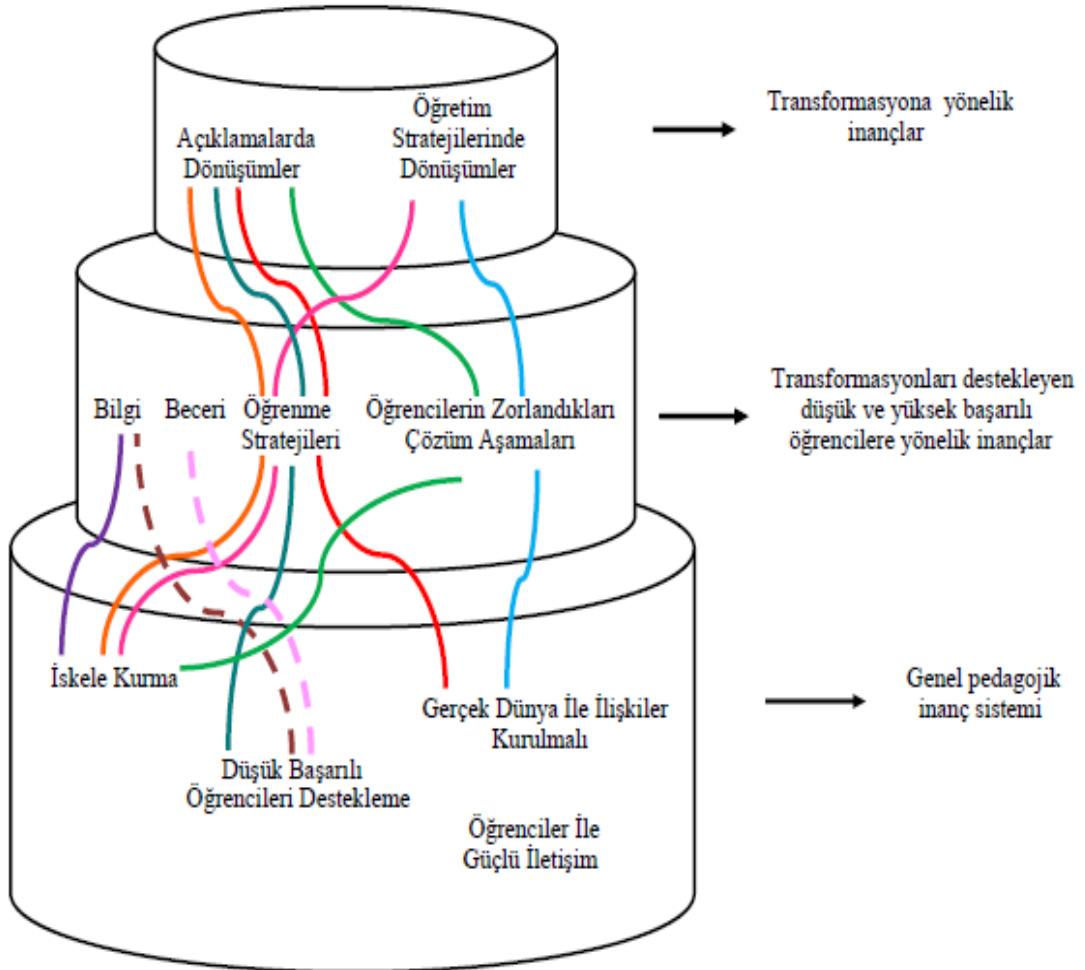 Açıklamalarda
Dönüşümler
Öğretim
Stratejilerinde
Dönüşümler
Transformasyona yönelik
inançlar
Bilgi
Beceri
Öğrenme
Stratejileri
Öğrencilerin Zorlandıkları
Çözüm Aşamaları
Transformasyonları destekleyen
düşük ve yüksek başarılı
öğrencilere yönelik inançlar
İskele Kurma
Gerçek Dünya İle İlişkiler
Kurulmalı
Düşük Başarılı
Öğrencileri Destekleme
Öğrenciler İle
Güçlü İletişim
Genel pedagojik
inanç sistemi